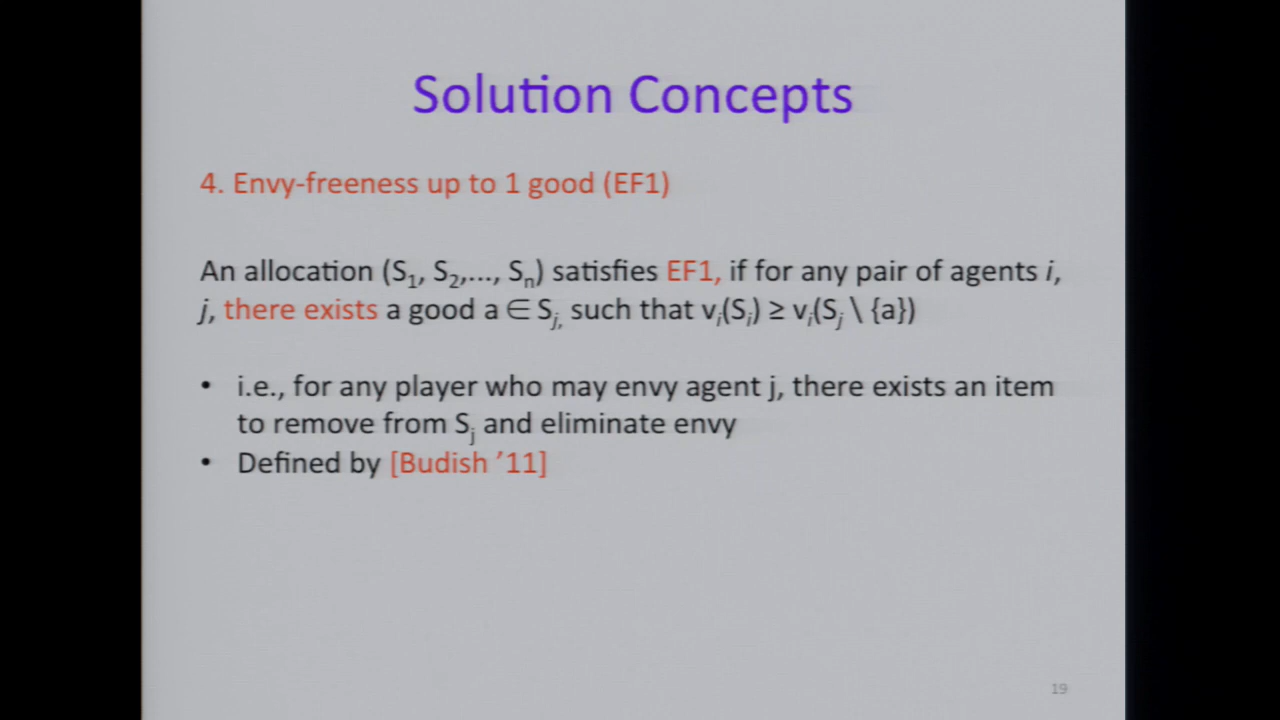 Solution Concepts
4. Envy-freeness up to 1 good (EF1)
An allocation (S1, S2,..., Sn) satisfies EF1, if for any pair of agents i,
j, there exists a good a ∈ Sj, such that vi(Si) ≥ vi(Sj \ {a})
• i.e., for any player who may envy agent j, there exists an item
to remove from Sj and eliminate envy
• Defined by [Budish ’11]
19